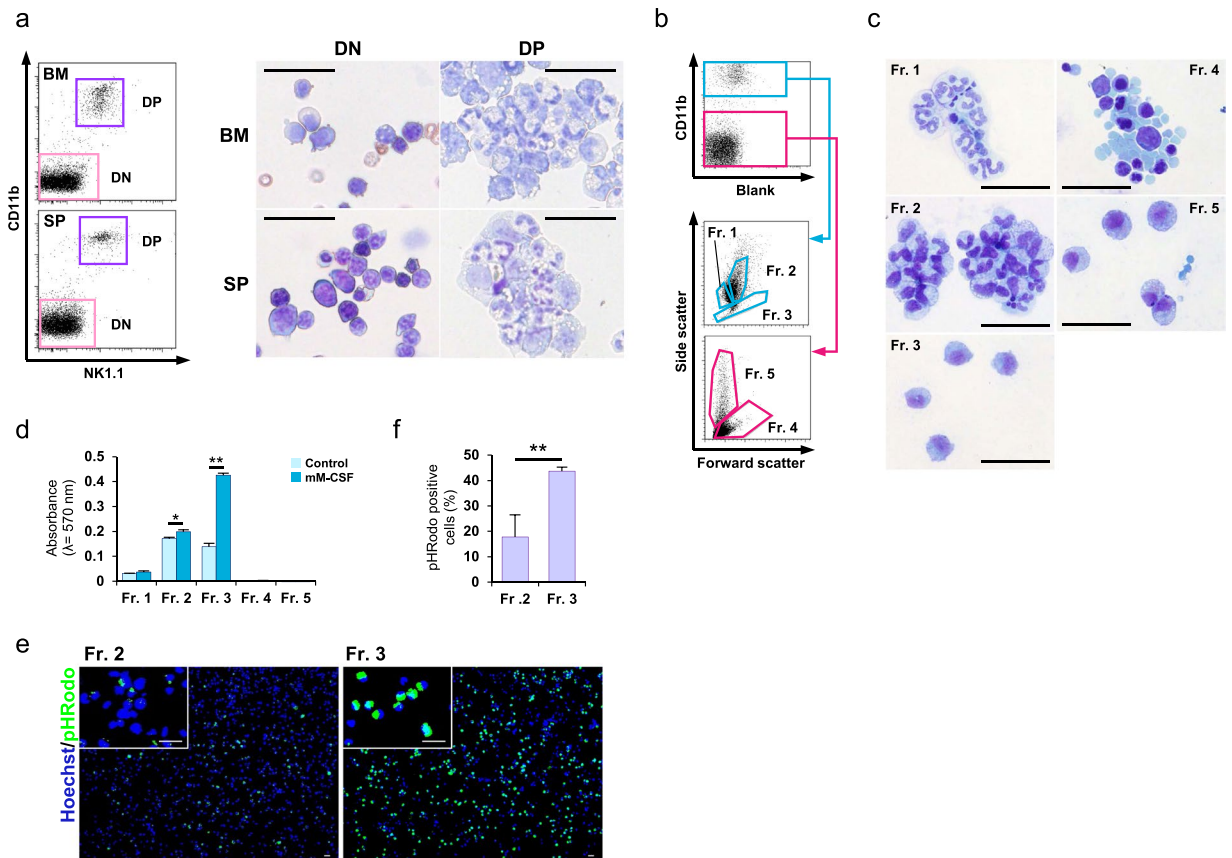 a
CD11b
BM
DP
DN
SP
DP
DN
NK1.1
DN
DP
BM
SP
b
CD11b
Blank
Side scatter
Fr. 1
Fr. 2
Fr. 3
Fr. 5
Fr. 4
Forward scatter
c
Fr. 1
Fr. 4
Fr. 2
Fr. 5
Fr. 3
d
Absorbance
(λ= 570 nm)
0.5
0.4
0.3
0.2
0.1
0
*
**
Control
mM-CSF
Fr. 1 Fr. 2 Fr. 3 Fr. 4 Fr. 5
f
pHRodo positive
cells (%)
50
40
30
20
10
0
**
Fr .2 Fr. 3
e
Hoechst/pHRodo
Fr. 2
Fr. 3